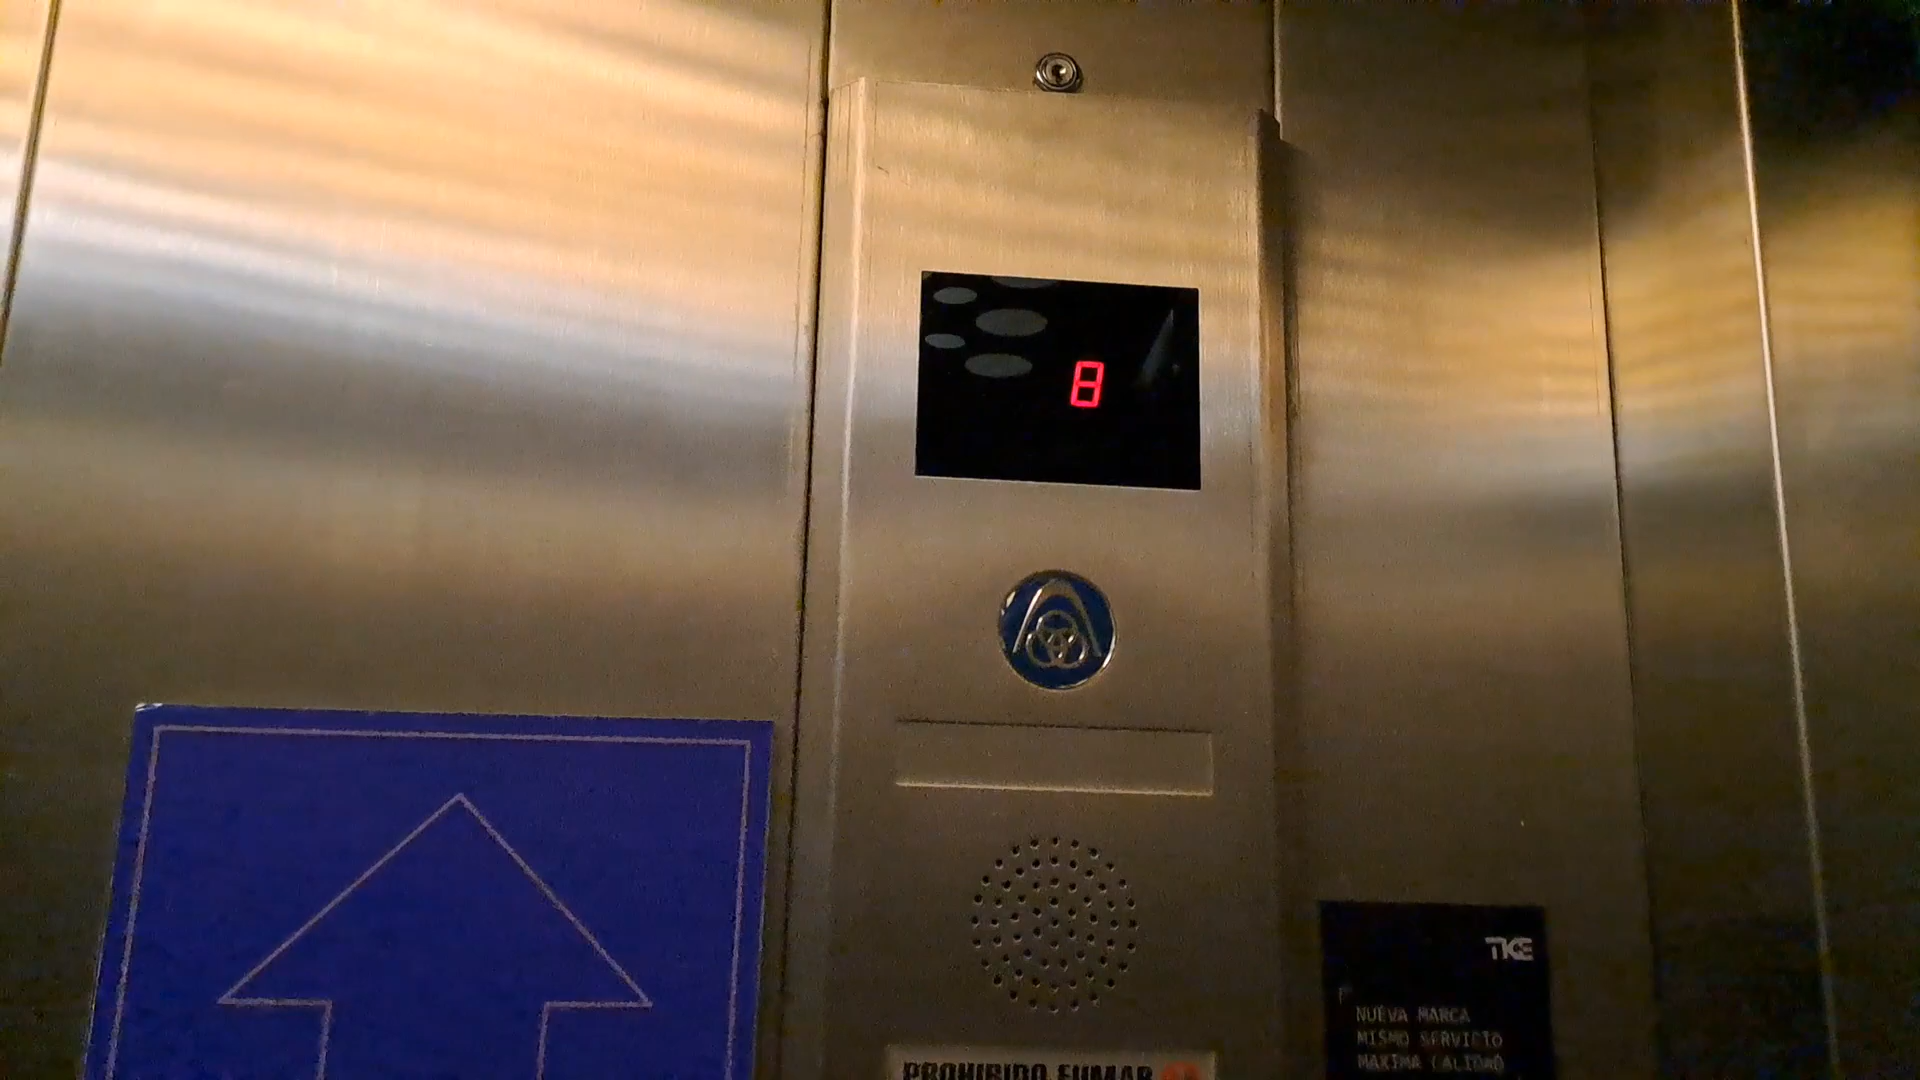 8
TKE
NUEVA MARCA
MISMO SERVICIO
MAXIMA CALIDAD
PROHIBIDO FUMAR